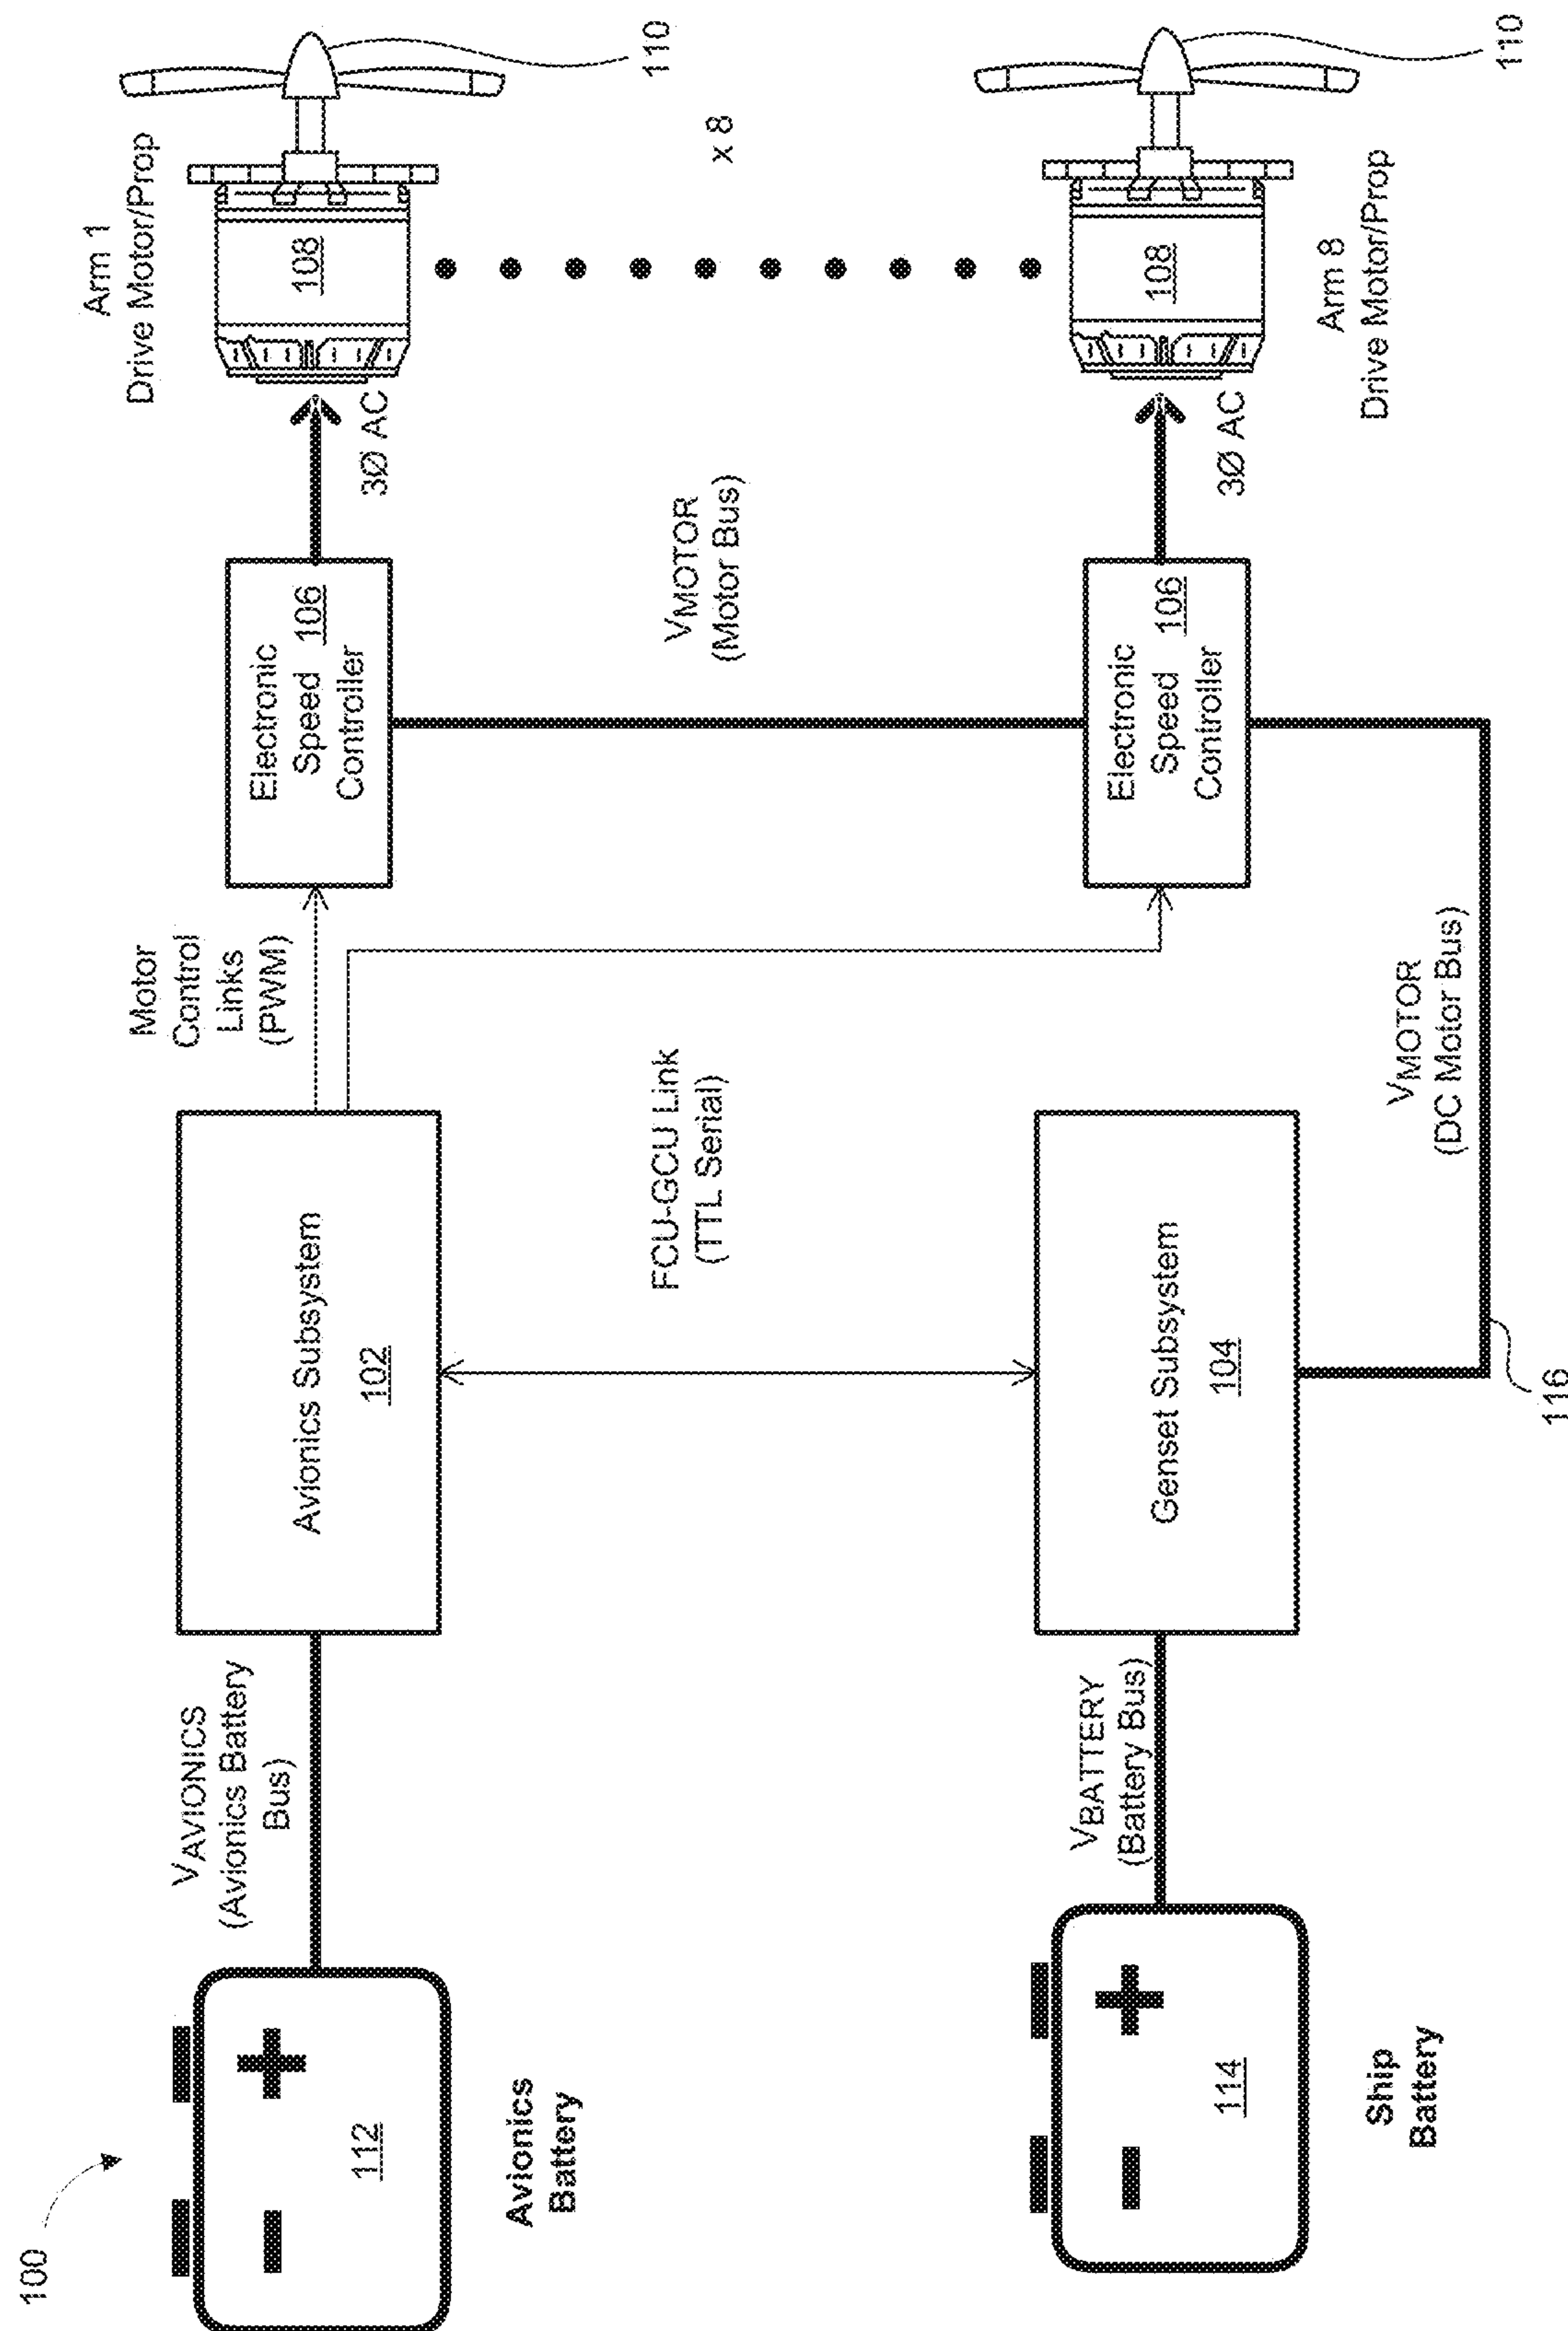 100
112
Avionics
Battery
VAVIONICS
(Avionics Battery
Bus)
Avionics Subsystem
102
Motor
Control
Links
(PWM)
Electronic
Speed 106
Controller
3Ø AC
Arm 1
Drive Motor/Prop
108
110
x 8
FCU-GCU Link
(TTL Serial)
VMOTOR
(Motor Bus)
114
Ship
Battery
VBATTERY
(Battery Bus)
Genset Subsystem
104
116
VMOTOR
(DC Motor Bus)
Electronic
Speed 106
Controller
3Ø AC
108
Arm 8
Drive Motor/Prop
110